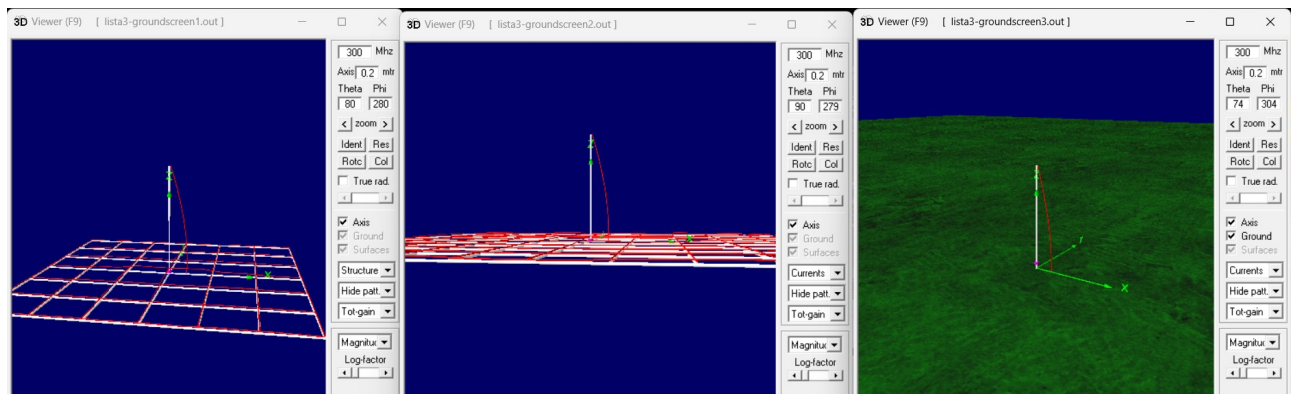 3D Viewer (F9) [ lista3-groundscreen1.out ]
300 Mhz
Axis 0.2 mtr
Theta Phi
80 280
< zoom >
Ident Res
Rotc Col
True rad.
Axis
Ground
Surfaces
Structure
Hide patt.
Tot-gain
Magnituc
Log-factor
Z
X
3D Viewer (F9) [ lista3-groundscreen2.out ]
300 Mhz
Axis 0.2 mtr
Theta Phi
90 279
< zoom >
Ident Res
Rotc Col
True rad.
Axis
Ground
Surfaces
Currents
Hide patt.
Tot-gain
Magnituc
Log-factor
Z
3D Viewer (F9) [ lista3-groundscreen3.out ]
300 Mhz
Axis 0.2 mtr
Theta Phi
74 304
< zoom >
Ident Res
Rotc Col
True rad.
Axis
Ground
Surfaces
Currents
Hide patt.
Tot-gain
Magnituc
Log-factor
Z
Y
X